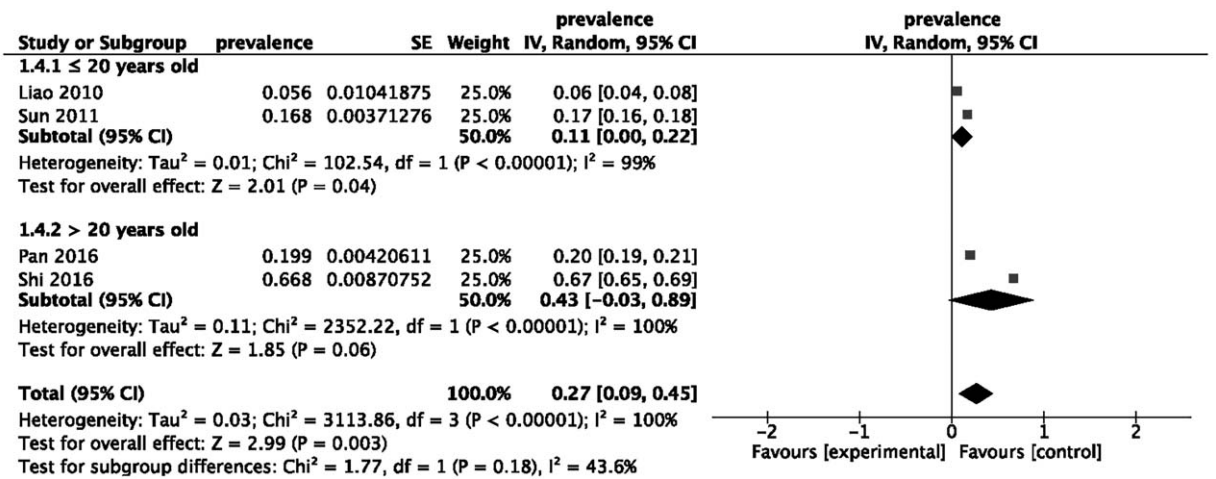 prevalence prevalence
Study or Subgroup prevalence SE Weight IV, Random, 95% CI IV, Random, 95% CI
1.4.1 ≤ 20 years old
Liao 2010 0.056 0.01041875 25.0% 0.06 [0.04, 0.08]
Sun 2011 0.168 0.00371276 25.0% 0.17 [0.16, 0.18]
Subtotal (95% CI) 50.0% 0.11 [0.00, 0.22]
Heterogeneity: Tau² = 0.01; Chi² = 102.54, df = 1 (P < 0.00001); I² = 99%
Test for overall effect: Z = 2.01 (P = 0.04)
1.4.2 > 20 years old
Pan 2016 0.199 0.00420611 25.0% 0.20 [0.19, 0.21]
Shi 2016 0.668 0.00870752 25.0% 0.67 [0.65, 0.69]
Subtotal (95% CI) 50.0% 0.43 [−0.03, 0.89]
Heterogeneity: Tau² = 0.11; Chi² = 2352.22, df = 1 (P < 0.00001); I² = 100%
Test for overall effect: Z = 1.85 (P = 0.06)
Total (95% CI) 100.0% 0.27 [0.09, 0.45]
Heterogeneity: Tau² = 0.03; Chi² = 3113.86, df = 3 (P < 0.00001); I² = 100%
Test for overall effect: Z = 2.99 (P = 0.003)
Test for subgroup differences: Chi² = 1.77, df = 1 (P = 0.18), I² = 43.6%
−2 −1 0 1 2
Favours [experimental] Favours [control]